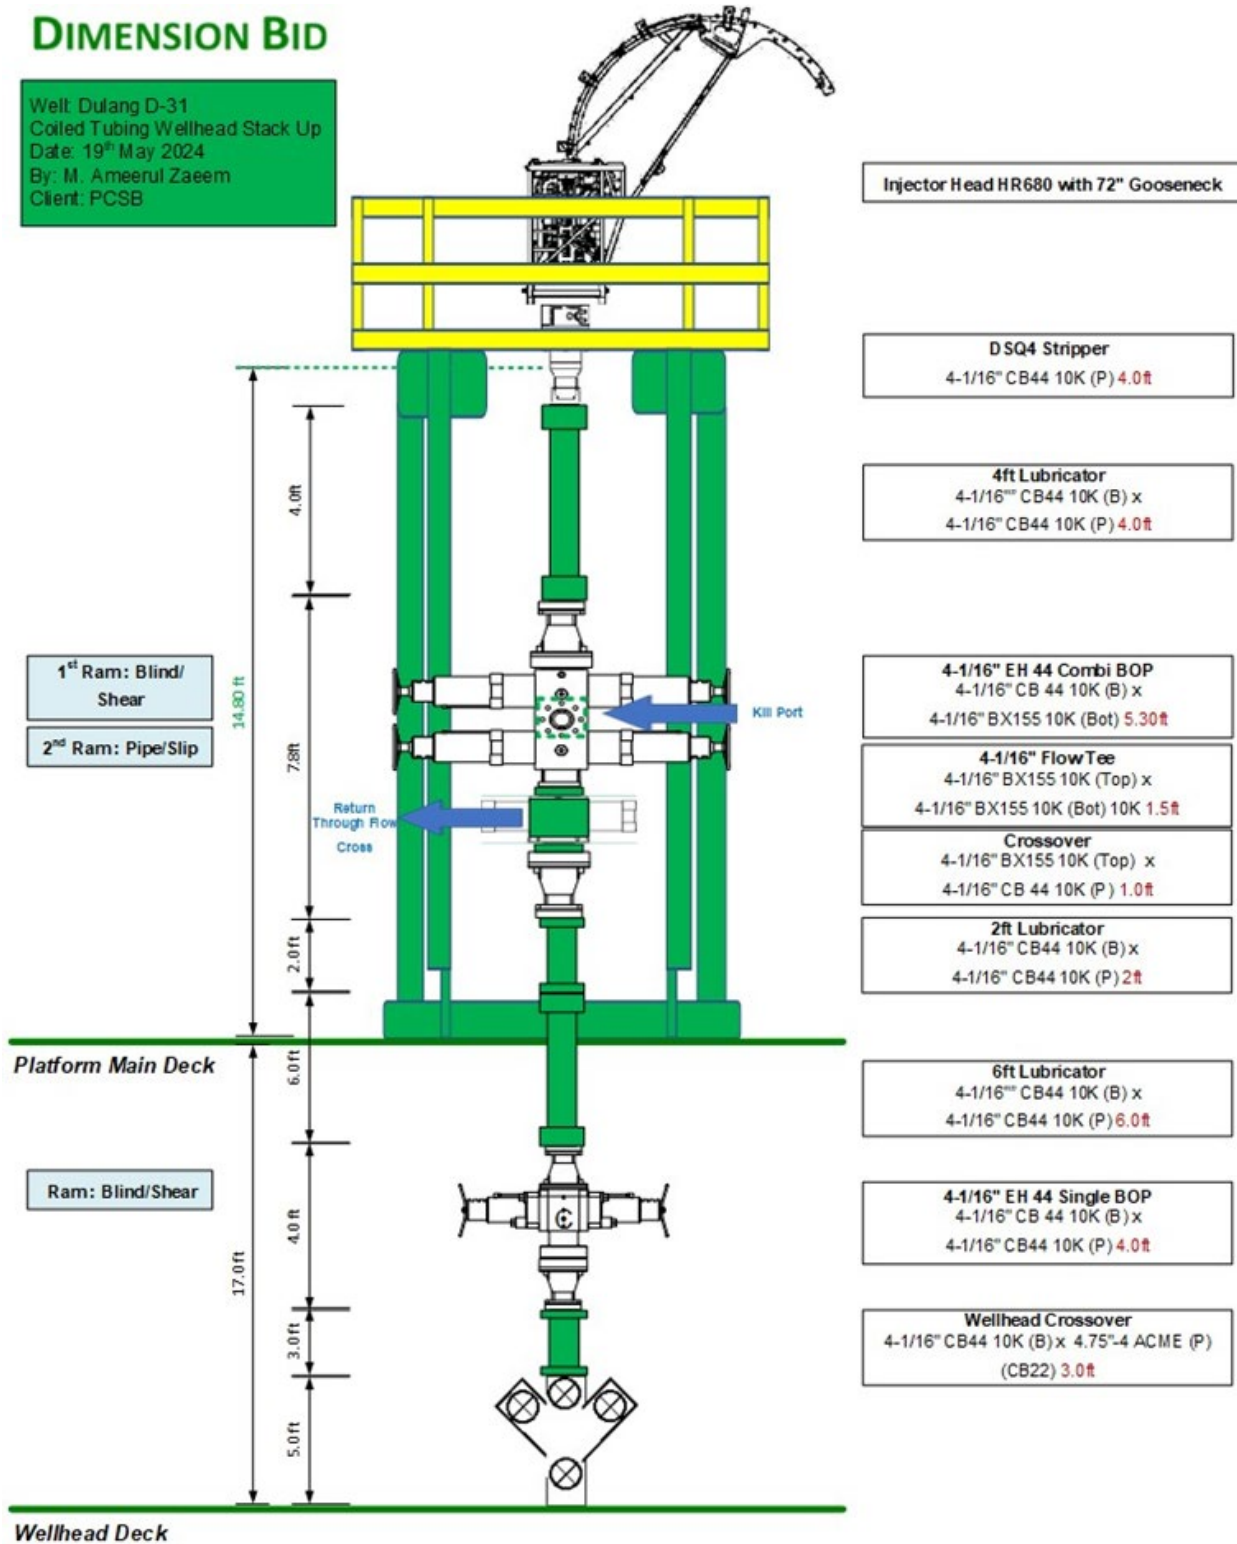 DIMENSION BID
Well: Dulang D-31
Coiled Tubing Wellhead Stack Up
Date: 19th May 2024
By: M. Ameerul Zaeem
Client: PCSB
Injector Head HR680 with 72" Gooseneck
DSQ4 Stripper
4-1/16" CB44 10K (P) 4.0ft
4ft Lubricator
4-1/16"" CB44 10K (B) x
4-1/16" CB44 10K (P) 4.0ft
4.0ft
1st Ram: Blind/
Shear
2nd Ram: Pipe/Slip
14.80 ft
7.8ft
Kill Port
Return
Through Flow
Cross
4-1/16" EH 44 Combi BOP
4-1/16" CB 44 10K (B) x
4-1/16" BX155 10K (Bot) 5.30ft
4-1/16" Flow Tee
4-1/16" BX155 10K (Top) x
4-1/16" BX155 10K (Bot) 10K 1.5ft
Crossover
4-1/16" BX155 10K (Top) x
4-1/16" CB 44 10K (P) 1.0ft
2ft Lubricator
4-1/16" CB44 10K (B) x
4-1/16" CB44 10K (P) 2ft
2.0ft
Platform Main Deck
6.0ft
6ft Lubricator
4-1/16"" CB44 10K (B) x
4-1/16" CB44 10K (P) 6.0ft
Ram: Blind/Shear
4.0ft
17.0ft
4-1/16" EH 44 Single BOP
4-1/16" CB 44 10K (B) x
4-1/16" CB44 10K (P) 4.0ft
3.0ft
Wellhead Crossover
4-1/16" CB44 10K (B) x 4.75"-4 ACME (P)
(CB22) 3.0ft
5.0ft
Wellhead Deck